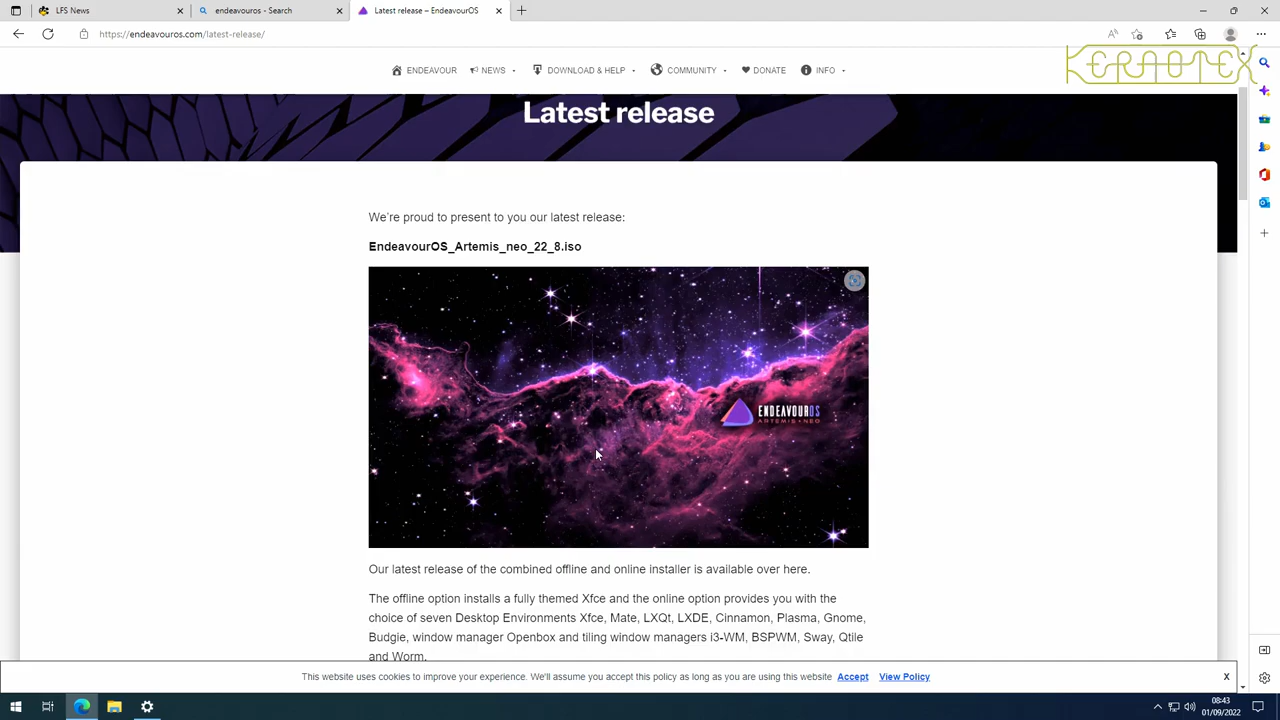 LFS News
endeavouros - Search
Latest release – EndeavourOS
https://endeavouros.com/latest-release/
KERAOTEX
ENDEAVOUR NEWS DOWNLOAD & HELP COMMUNITY DONATE INFO
Latest release
We're proud to present to you our latest release:
EndeavourOS_Artemis_neo_22_8.iso
ENDEAVOUROS
ARTEMIS NEO
Our latest release of the combined offline and online installer is available over here.
The offline option installs a fully themed Xfce and the online option provides you with the
choice of seven Desktop Environments Xfce, Mate, LXQt, LXDE, Cinnamon, Plasma, Gnome,
Budgie, window manager Openbox and tiling window managers i3-WM, BSPWM, Sway, Qtile
and Worm.
This website uses cookies to improve your experience. We'll assume you accept this policy as long as you are using this website Accept View Policy X
08:43
01/09/2022